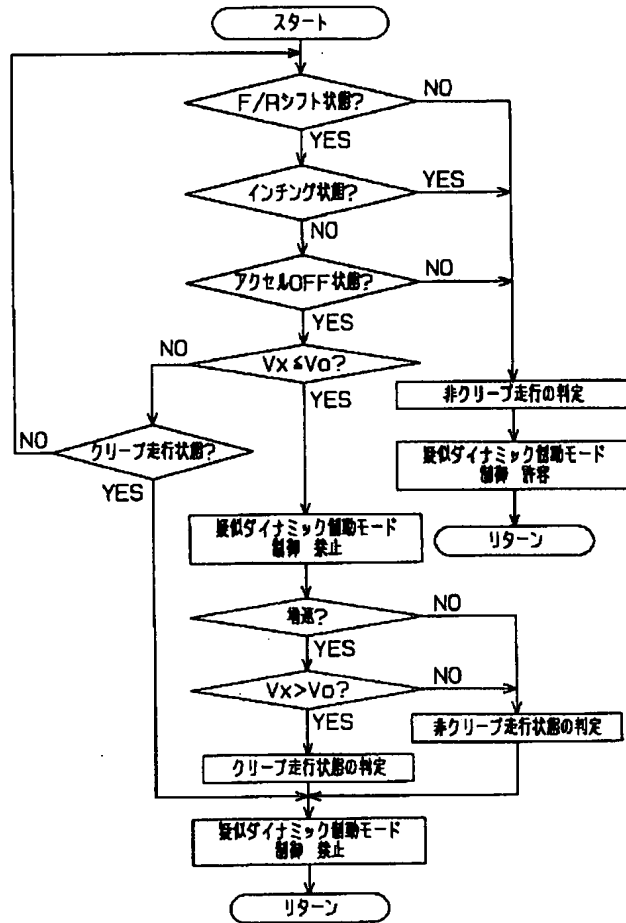 スタート
F/Rシフト状態?
NO
YES
インチング状態?
YES
NO
アクセルOFF状態?
NO
YES
Vx≦Vo?
NO
YES
クリープ走行状態?
NO
YES
非クリープ走行の判定
疑似ダイナミック制動モード
制御 許容
リターン
疑似ダイナミック制動モード
制御 禁止
増速?
NO
YES
Vx>Vo?
NO
YES
非クリープ走行状態の判定
クリープ走行状態の判定
疑似ダイナミック制動モード
制御 禁止
リターン